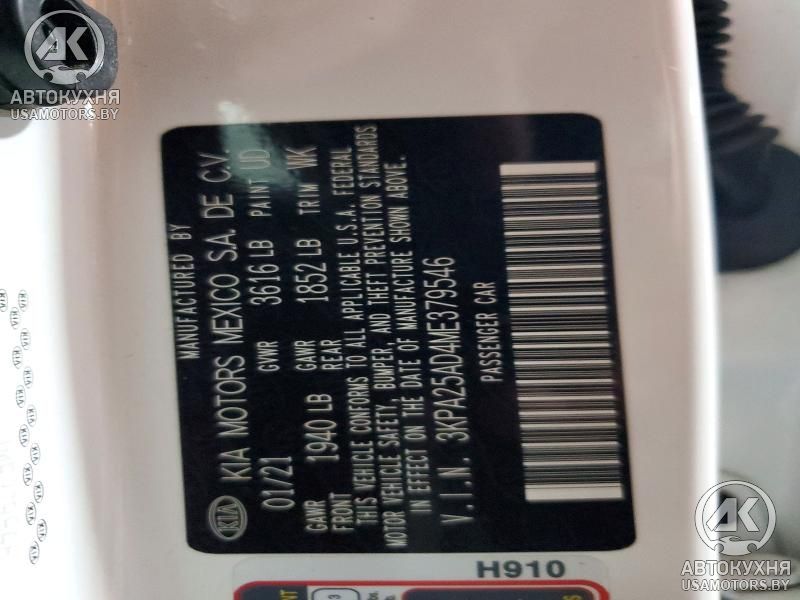 MANUFACTURED BY
KIA KIA MOTORS MEXICO S.A. DE C.V.
01/21 GVWR 3616 LB PAINT UD
GAWR FRONT 1940 LB GAWR REAR 1852 LB TRIM WK
THIS VEHICLE CONFORMS TO ALL APPLICABLE U.S.A. FEDERAL
MOTOR VEHICLE SAFETY, BUMPER, AND THEFT PREVENTION STANDARDS
IN EFFECT ON THE DATE OF MANUFACTURE SHOWN ABOVE.
V.I.N. 3KPA25AD4ME379546
PASSENGER CAR
H910
AK
АВТОКУХНЯ
USAMOTORS.BY
AK
АВТОКУХНЯ
USAMOTORS.BY